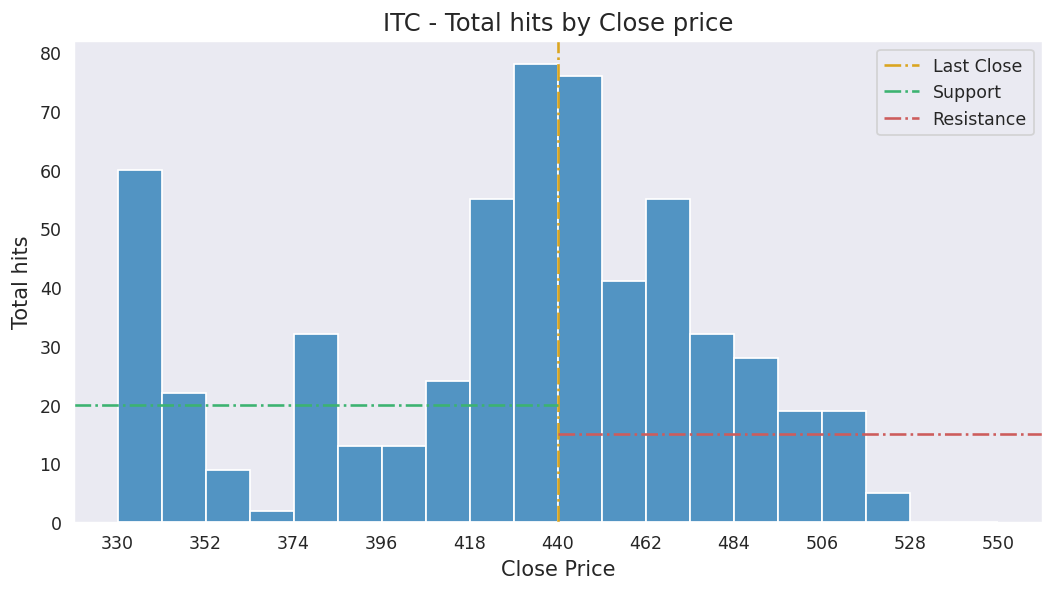 ITC - Total hits by Close price
Last Close
Support
Resistance
Total hits
80
70
60
50
40
30
20
10
0
330 352 374 396 418 440 462 484 506 528 550
Close Price